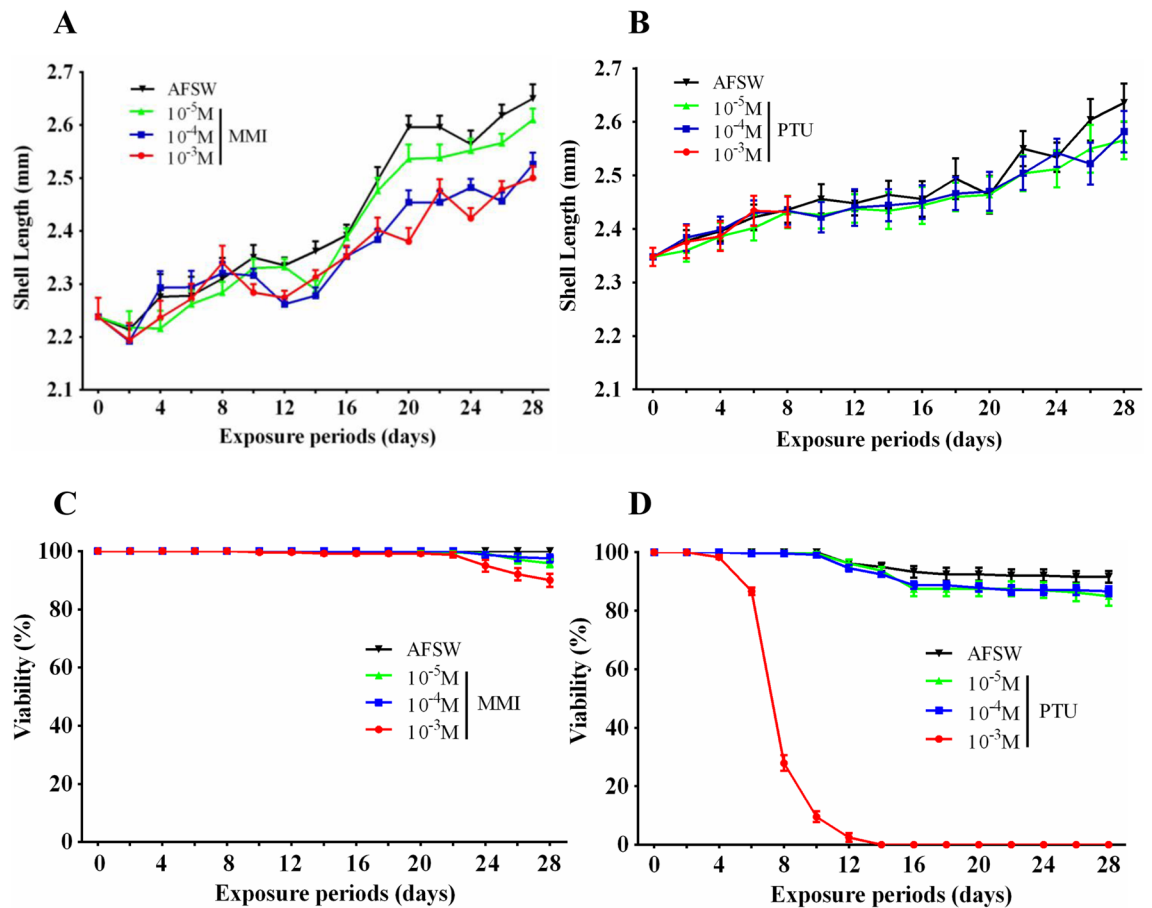 A
2.7
2.6
2.5
2.4
2.3
2.2
2.1
Shell Length (mm)
AFSW
10⁻⁵M
10⁻⁴M
10⁻³M
MMI
0 4 8 12 16 20 24 28
Exposure periods (days)
B
2.7
2.6
2.5
2.4
2.3
2.2
2.1
Shell Length (mm)
AFSW
10⁻⁵M
10⁻⁴M
10⁻³M
PTU
0 4 8 12 16 20 24 28
Exposure periods (days)
C
100
80
60
40
20
0
Viability (%)
AFSW
10⁻⁵M
10⁻⁴M
10⁻³M
MMI
0 4 8 12 16 20 24 28
Exposure periods (days)
D
100
80
60
40
20
0
Viability (%)
AFSW
10⁻⁵M
10⁻⁴M
10⁻³M
PTU
0 4 8 12 16 20 24 28
Exposure periods (days)